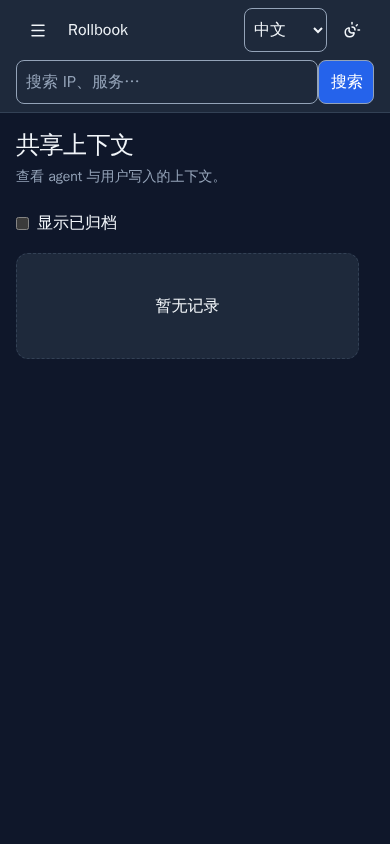 Rollbook
中文
搜索 IP、服务…
搜索
共享上下文
查看 agent 与用户写入的上下文。
显示已归档
暂无记录